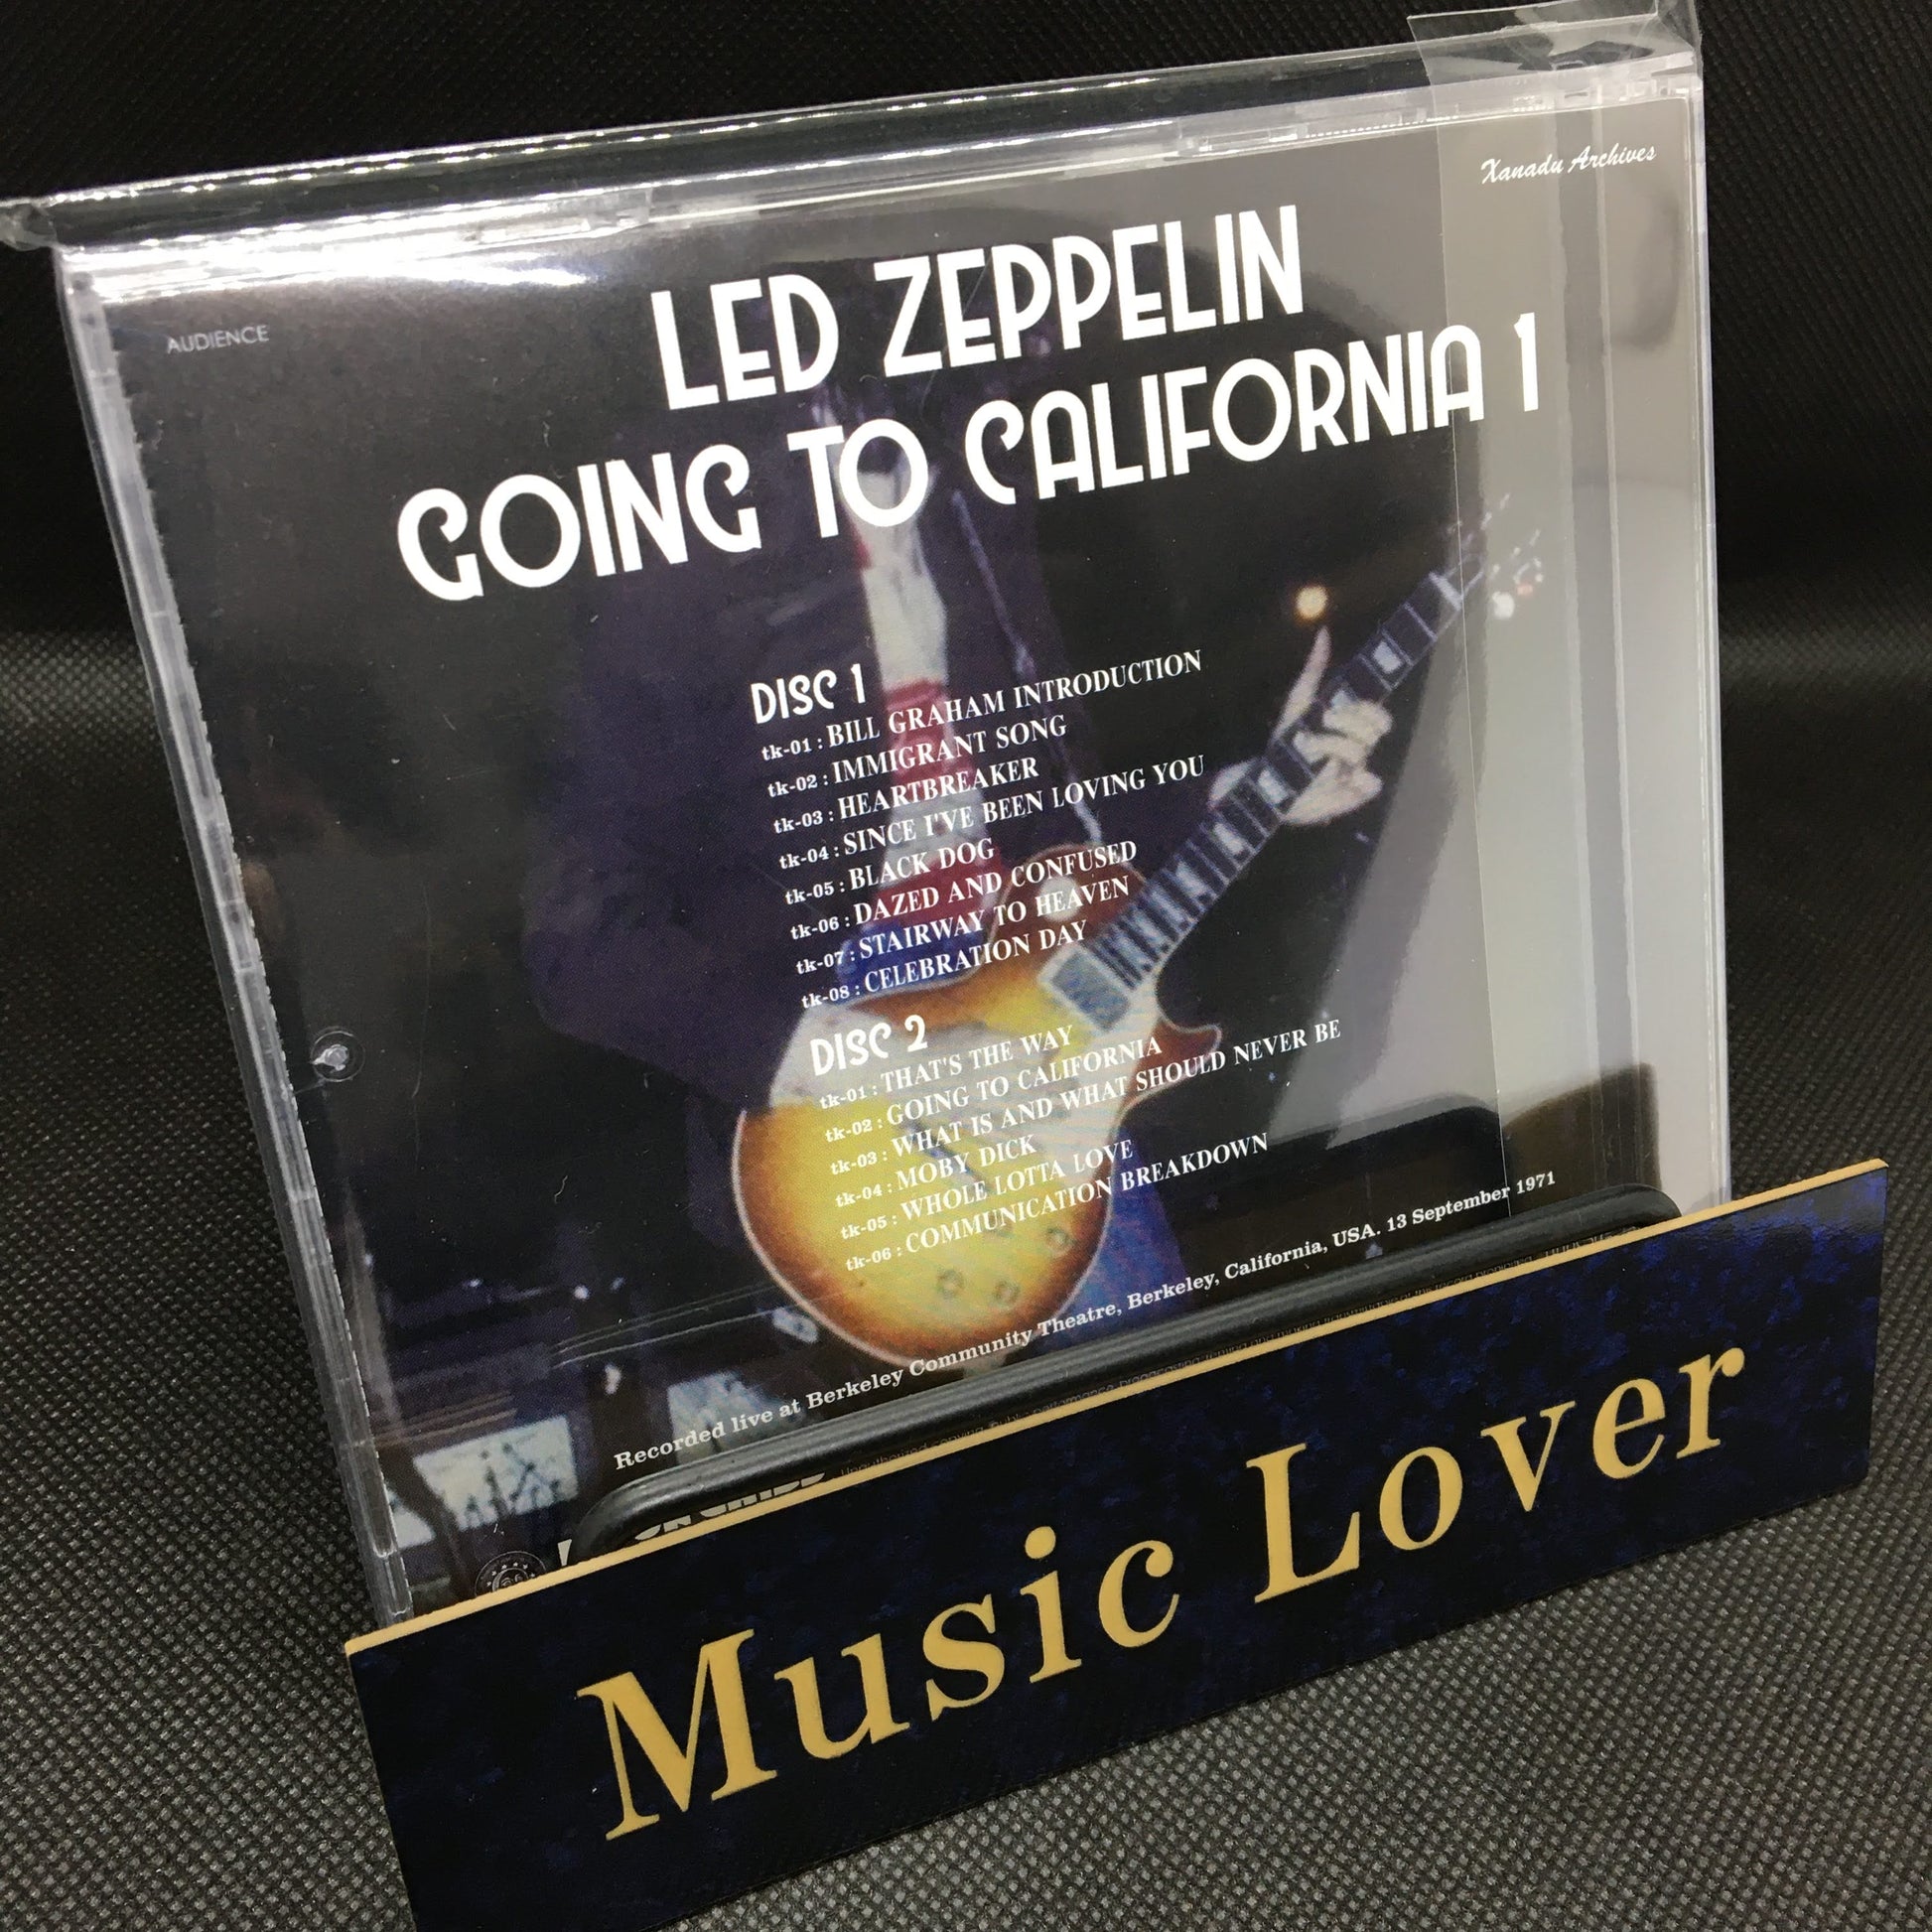 Xanadu Archives
AUDIENCE
LED ZEPPELIN
GOING TO CALIFORNIA 1
DISC 1
tk-01 : BILL GRAHAM INTRODUCTION
tk-02 : IMMIGRANT SONG
tk-03 : HEARTBREAKER
tk-04 : SINCE I'VE BEEN LOVING YOU
tk-05 : BLACK DOG
tk-06 : DAZED AND CONFUSED
tk-07 : STAIRWAY TO HEAVEN
tk-08 : CELEBRATION DAY
DISC 2
tk-01 : THAT'S THE WAY
tk-02 : GOING TO CALIFORNIA
tk-03 : WHAT IS AND WHAT SHOULD NEVER BE
tk-04 : MOBY DICK
tk-05 : WHOLE LOTTA LOVE
tk-06 : COMMUNICATION BREAKDOWN
Recorded live at Berkeley Community Theatre, Berkeley, California, USA. 13 September 1971
Music Lover